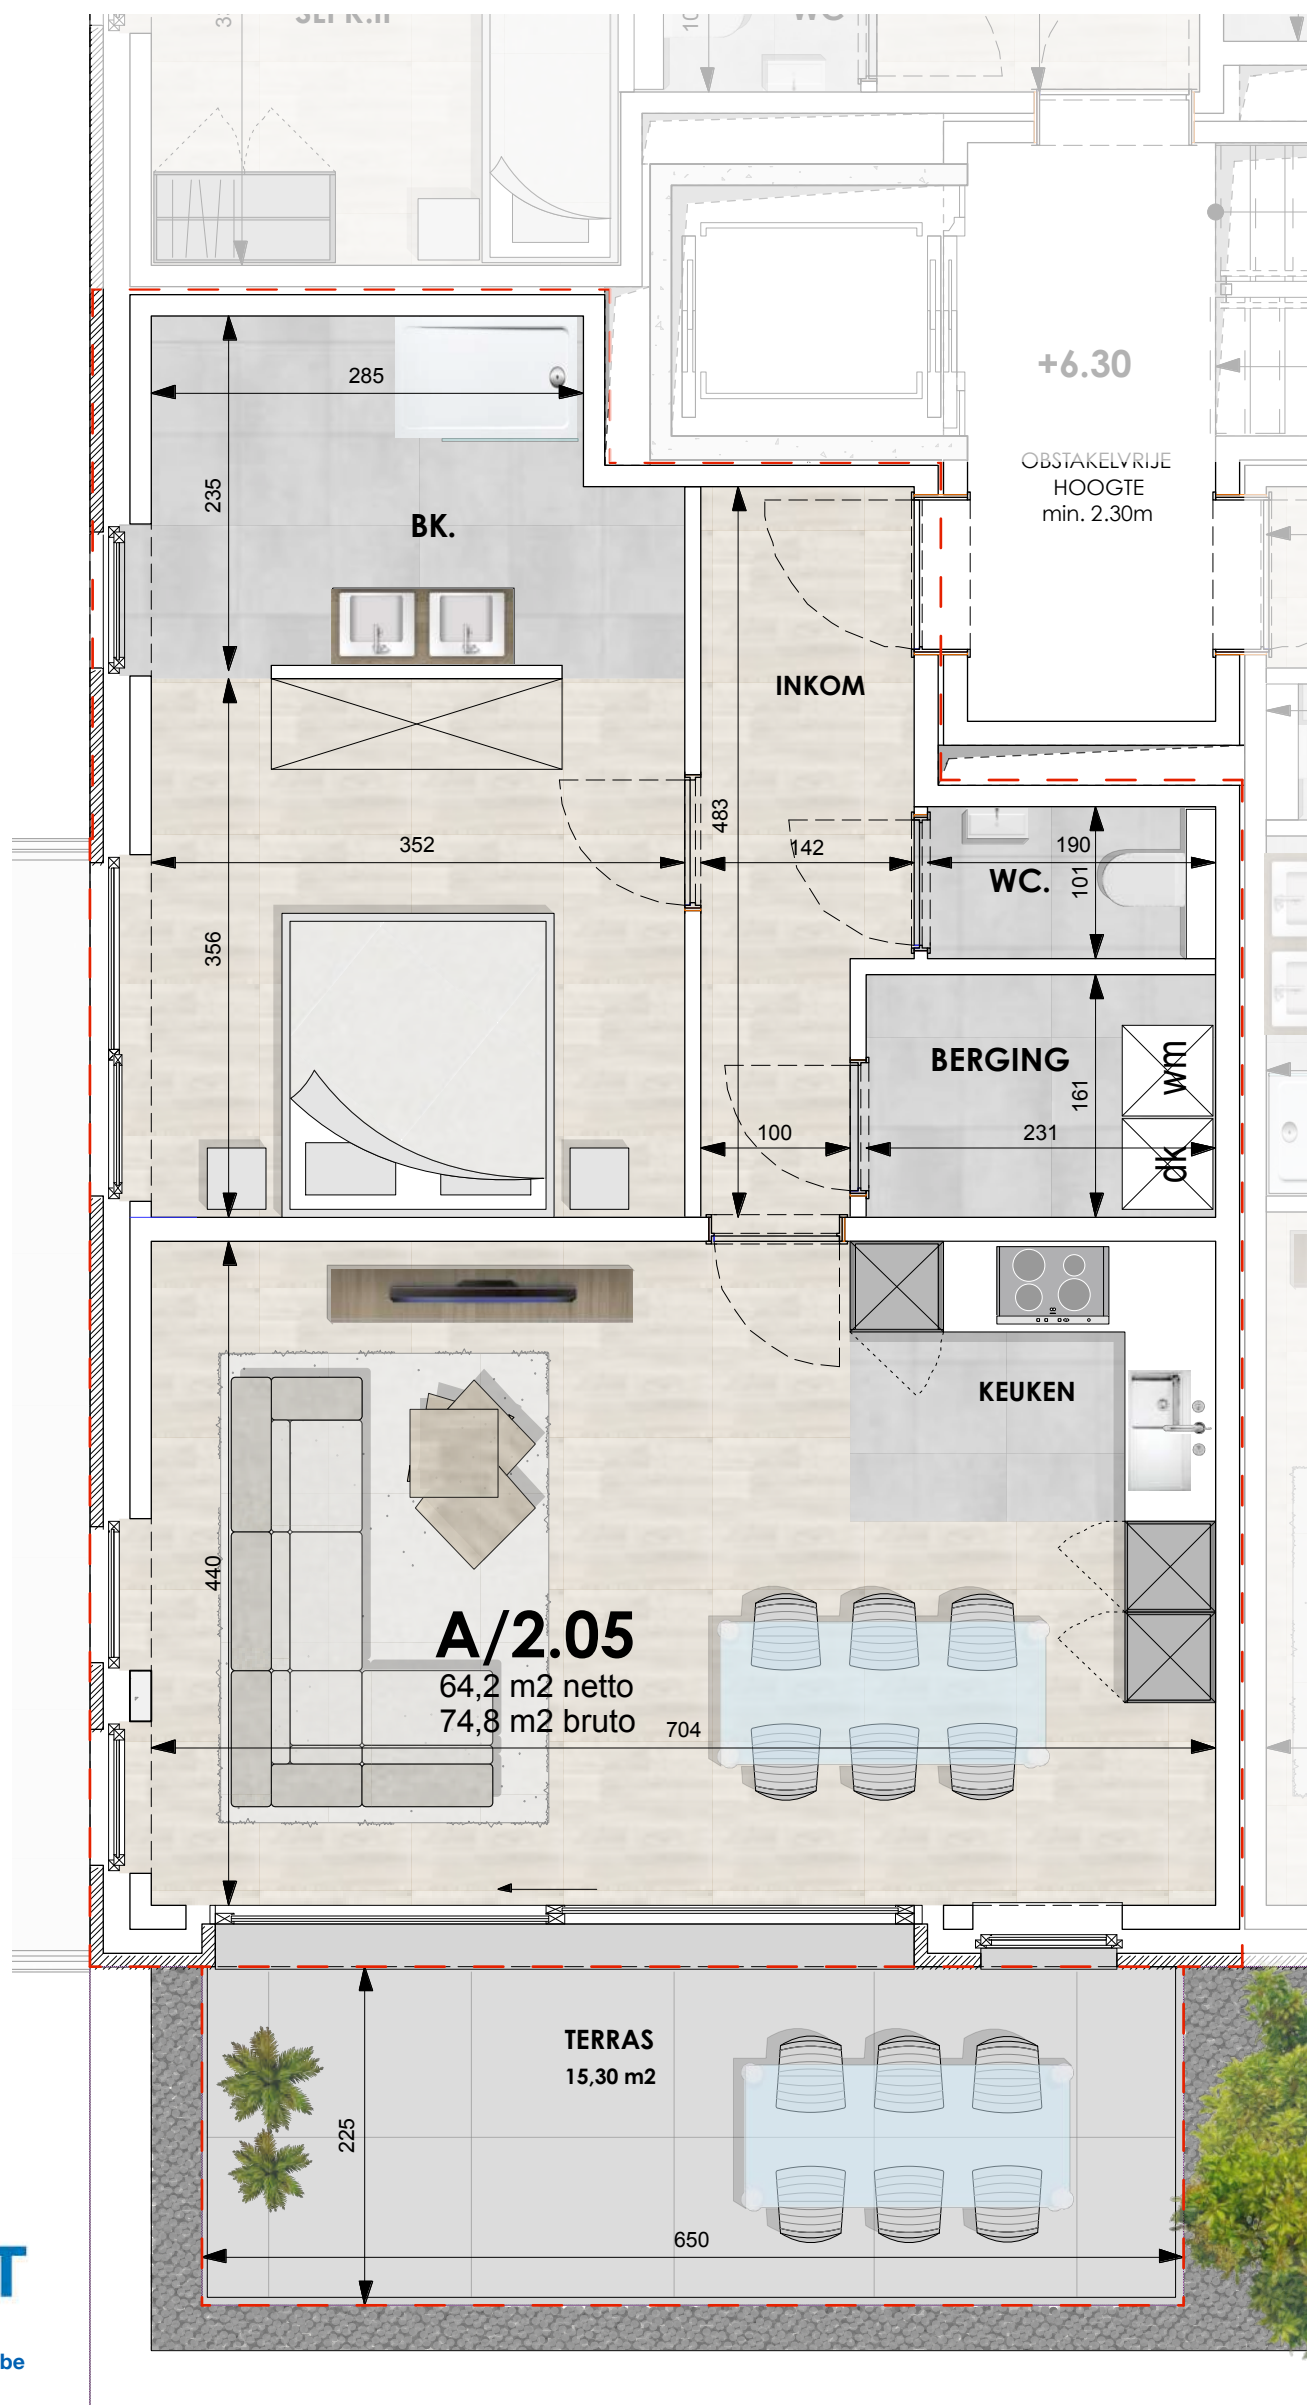 WC
+6.30
OBSTAKELVRIJE
HOOGTE
min. 2.30m
285
235
BK.
INKOM
483
352
142
190
WC.
101
356
BERGING
wm
161
100
231
dk
KEUKEN
440
A/2.05
64,2 m2 netto
74,8 m2 bruto
704
TERRAS
15,30 m2
225
650
T
be